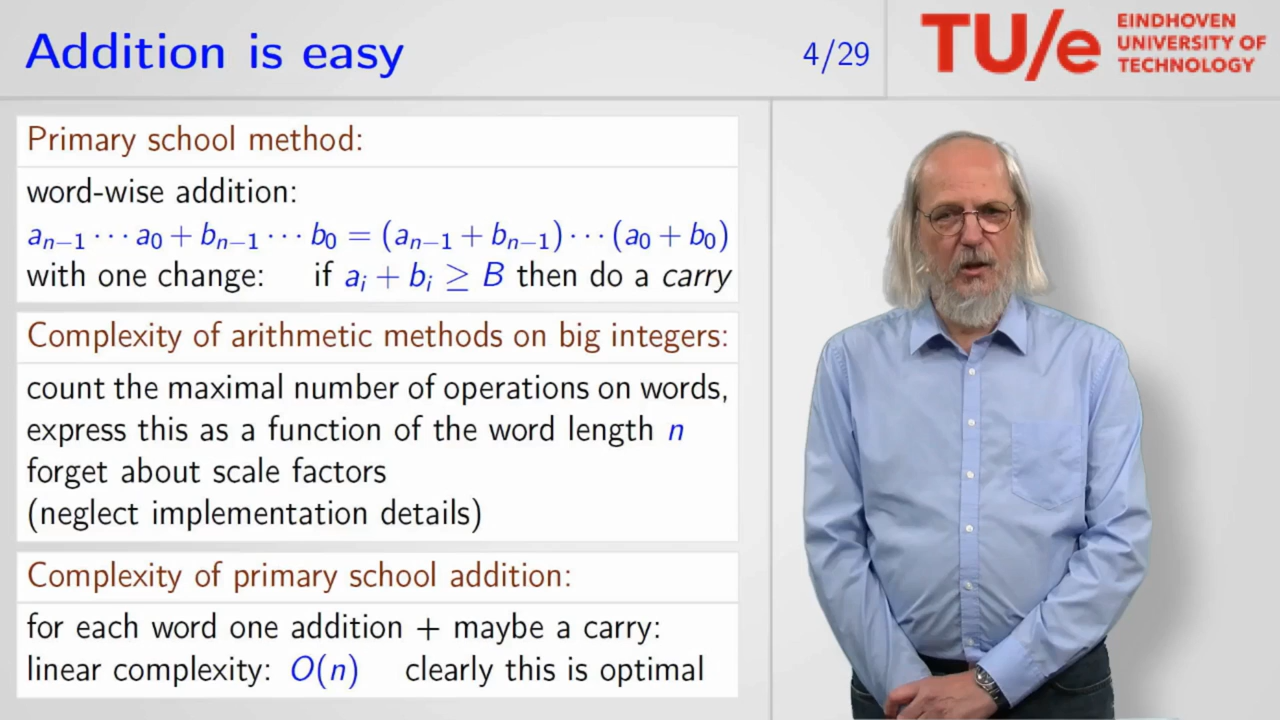 Addition is easy
4/29
TU/e
EINDHOVEN
UNIVERSITY OF
TECHNOLOGY
Primary school method:
word-wise addition:
aₙ₋₁ ⋯ a₀ + bₙ₋₁ ⋯ b₀ = (aₙ₋₁ + bₙ₋₁) ⋯ (a₀ + b₀)
with one change: if aᵢ + bᵢ ≥ B then do a carry
Complexity of arithmetic methods on big integers:
count the maximal number of operations on words,
express this as a function of the word length n
forget about scale factors
(neglect implementation details)
Complexity of primary school addition:
for each word one addition + maybe a carry:
linear complexity: O(n) clearly this is optimal